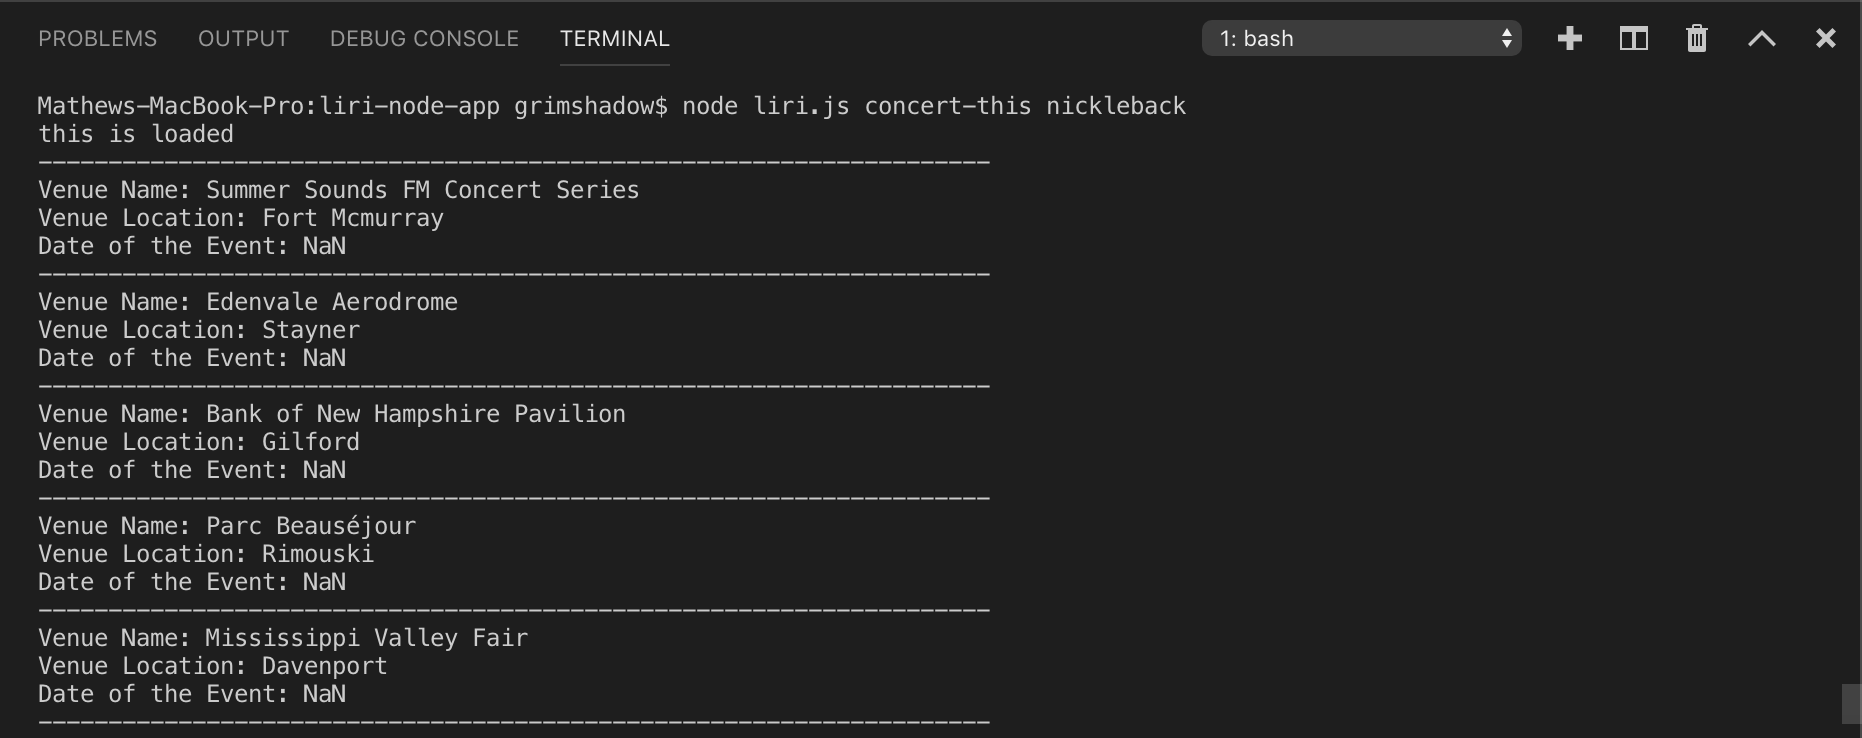 PROBLEMS OUTPUT DEBUG CONSOLE TERMINAL 1: bash
Mathews-MacBook-Pro:liri-node-app grimshadow$ node liri.js concert-this nickleback
this is loaded
--------------------------------------------------------------------
Venue Name: Summer Sounds FM Concert Series
Venue Location: Fort Mcmurray
Date of the Event: NaN
--------------------------------------------------------------------
Venue Name: Edenvale Aerodrome
Venue Location: Stayner
Date of the Event: NaN
--------------------------------------------------------------------
Venue Name: Bank of New Hampshire Pavilion
Venue Location: Gilford
Date of the Event: NaN
--------------------------------------------------------------------
Venue Name: Parc Beauséjour
Venue Location: Rimouski
Date of the Event: NaN
--------------------------------------------------------------------
Venue Name: Mississippi Valley Fair
Venue Location: Davenport
Date of the Event: NaN
--------------------------------------------------------------------